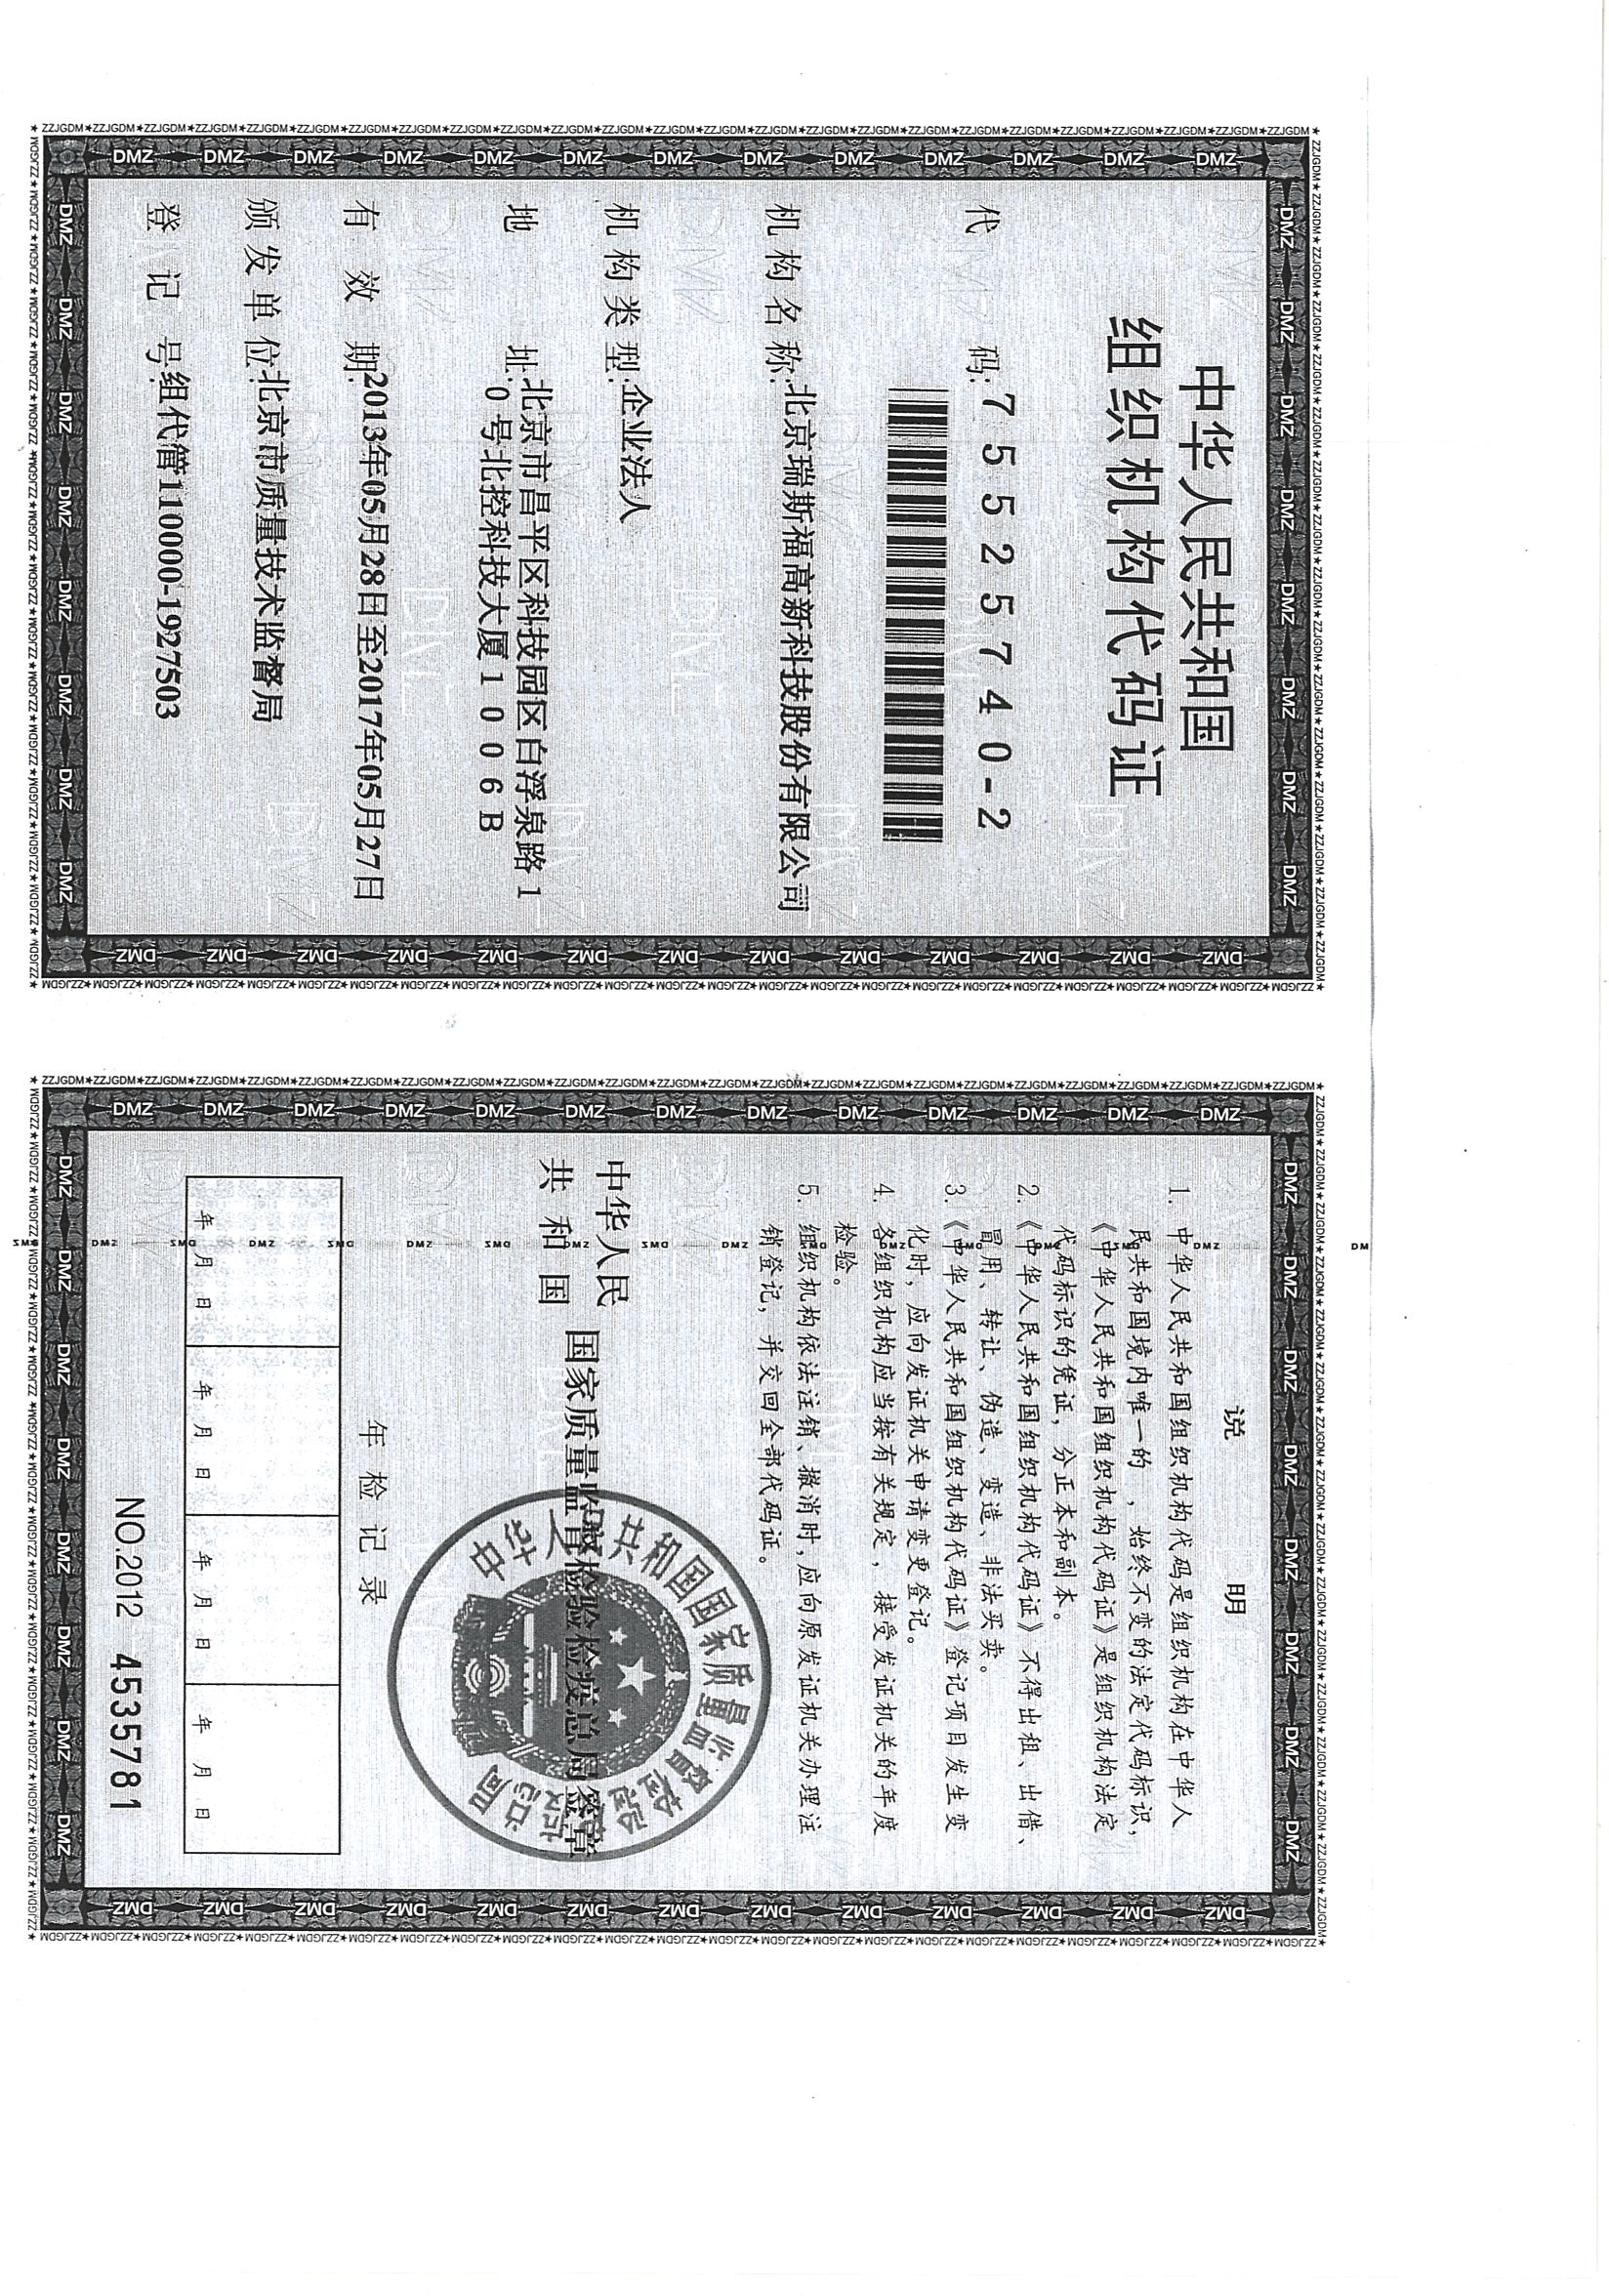 中华人民共和国
组织机构代码证
代码:75525740-2
机构名称:北京瑞斯福高新科技股份有限公司
机构类型:企业法人
地址:北京市昌平区科技园区白浮泉路1
0号北控科技大厦1006B
有效期:2013年05月28日至2017年05月27日
颁发单位:北京市质量技术监督局
登记号:组代管110000-1927503
说明
1. 中华人民共和国组织机构代码是组织机构在中华人
民共和国境内唯一的、始终不变的法定代码标识,
《中华人民共和国组织机构代码证》是组织机构法定
代码标识的凭证,分正本和副本。
2.《中华人民共和国组织机构代码证》不得出租、出借、
冒用、转让、伪造、变造、非法买卖。
3.《中华人民共和国组织机构代码证》登记项目发生变
化时,应向发证机关申请变更登记。
4. 各组织机构应当按有关规定,接受发证机关的年度
检验。
5. 组织机构依法注销、撤消时,应向原发证机关办理注
销登记,并交回全部代码证。
中华人民
共和国
国家质量监督检验检疫总局签章
中华人民共和国国家质量监督检验检疫总局
年检记录
年月日 年月日 年月日 年月日
NO.2012 4535781